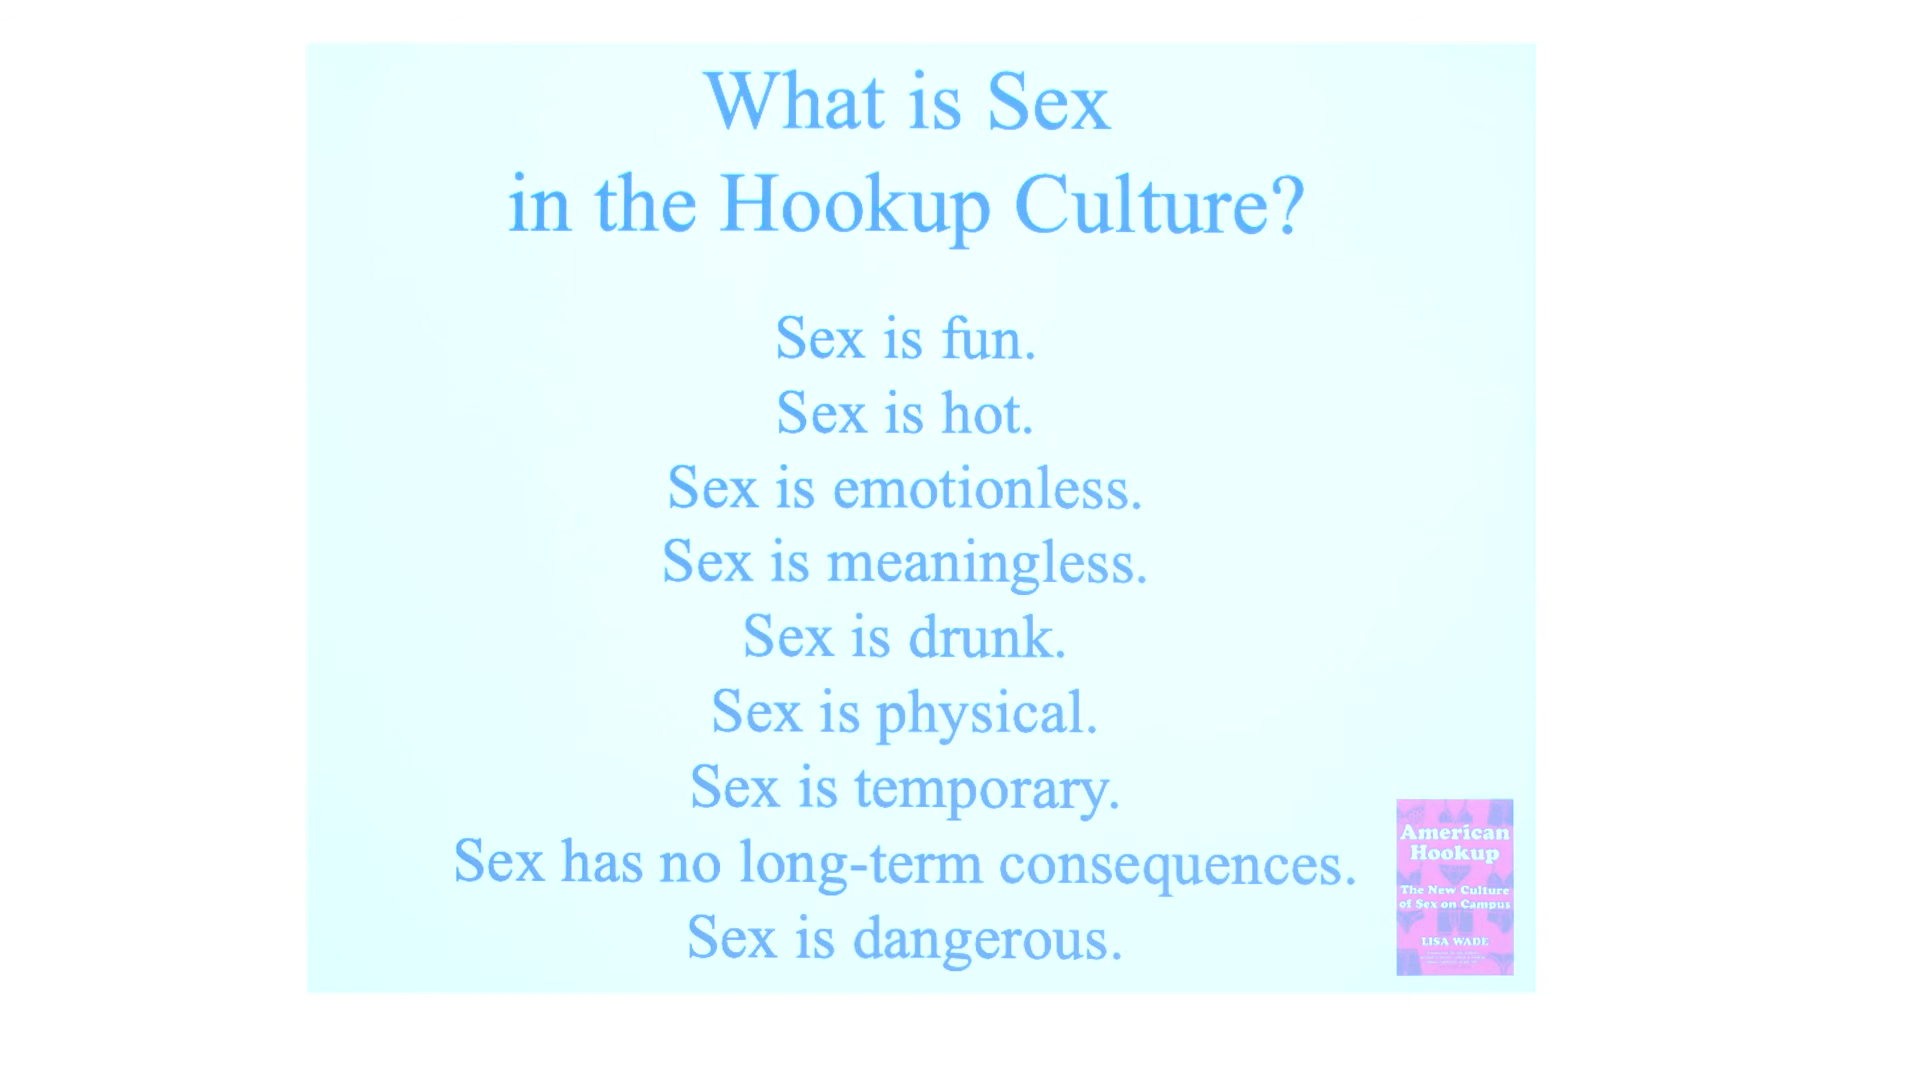 What is Sex
in the Hookup Culture?
Sex is fun.
Sex is hot.
Sex is emotionless.
Sex is meaningless.
Sex is drunk.
Sex is physical.
Sex is temporary.
Sex has no long-term consequences.
Sex is dangerous.
American
Hookup
The New Culture
of Sex on Campus
LISA WADE